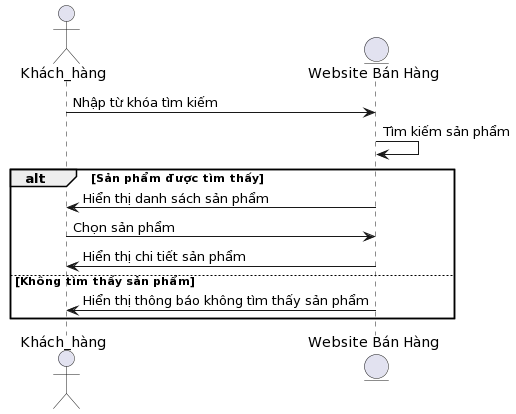 Khách_hàng
Website Bán Hàng
Nhập từ khóa tìm kiếm
Tìm kiếm sản phẩm
alt [Sản phẩm được tìm thấy]
Hiển thị danh sách sản phẩm
Chọn sản phẩm
Hiển thị chi tiết sản phẩm
[Không tìm thấy sản phẩm]
Hiển thị thông báo không tìm thấy sản phẩm
Khách_hàng
Website Bán Hàng